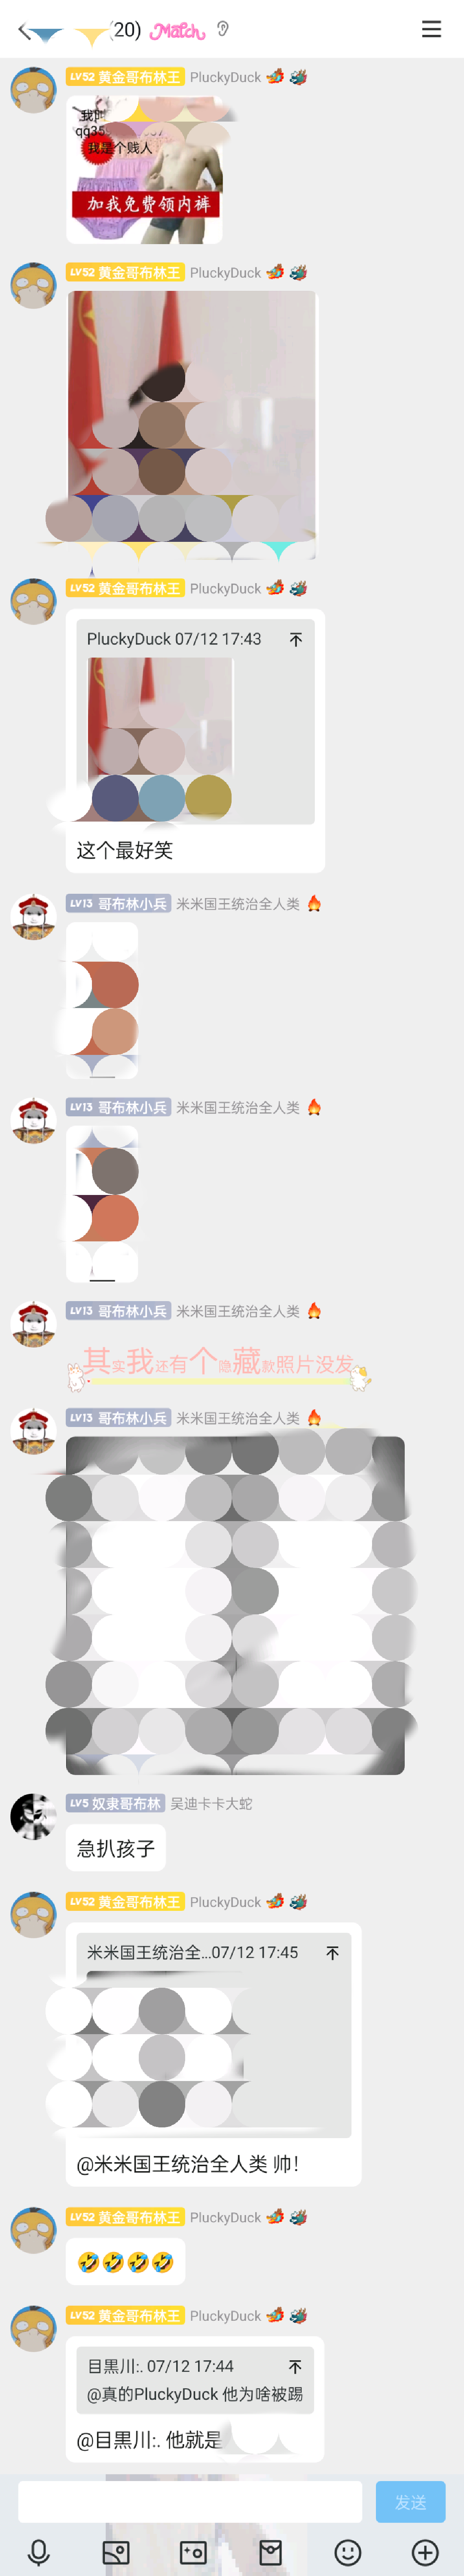 (20) Match
LV52 黄金哥布林王 PluckyDuck
我是个贱人
加我免费领内裤
LV52 黄金哥布林王 PluckyDuck
LV52 黄金哥布林王 PluckyDuck
PluckyDuck 07/12 17:43
这个最好笑
LV13 哥布林小兵 米米国王统治全人类
LV13 哥布林小兵 米米国王统治全人类
LV13 哥布林小兵 米米国王统治全人类
其实我还有个隐藏款照片没发
LV13 哥布林小兵 米米国王统治全人类
LV5 奴隶哥布林 吴迪卡卡大蛇
急扒孩子
LV52 黄金哥布林王 PluckyDuck
米米国王统治全...07/12 17:45
@米米国王统治全人类 帅！
LV52 黄金哥布林王 PluckyDuck
LV52 黄金哥布林王 PluckyDuck
目黒川:. 07/12 17:44
@真的PluckyDuck 他为啥被踢
@目黒川:. 他就是
发送